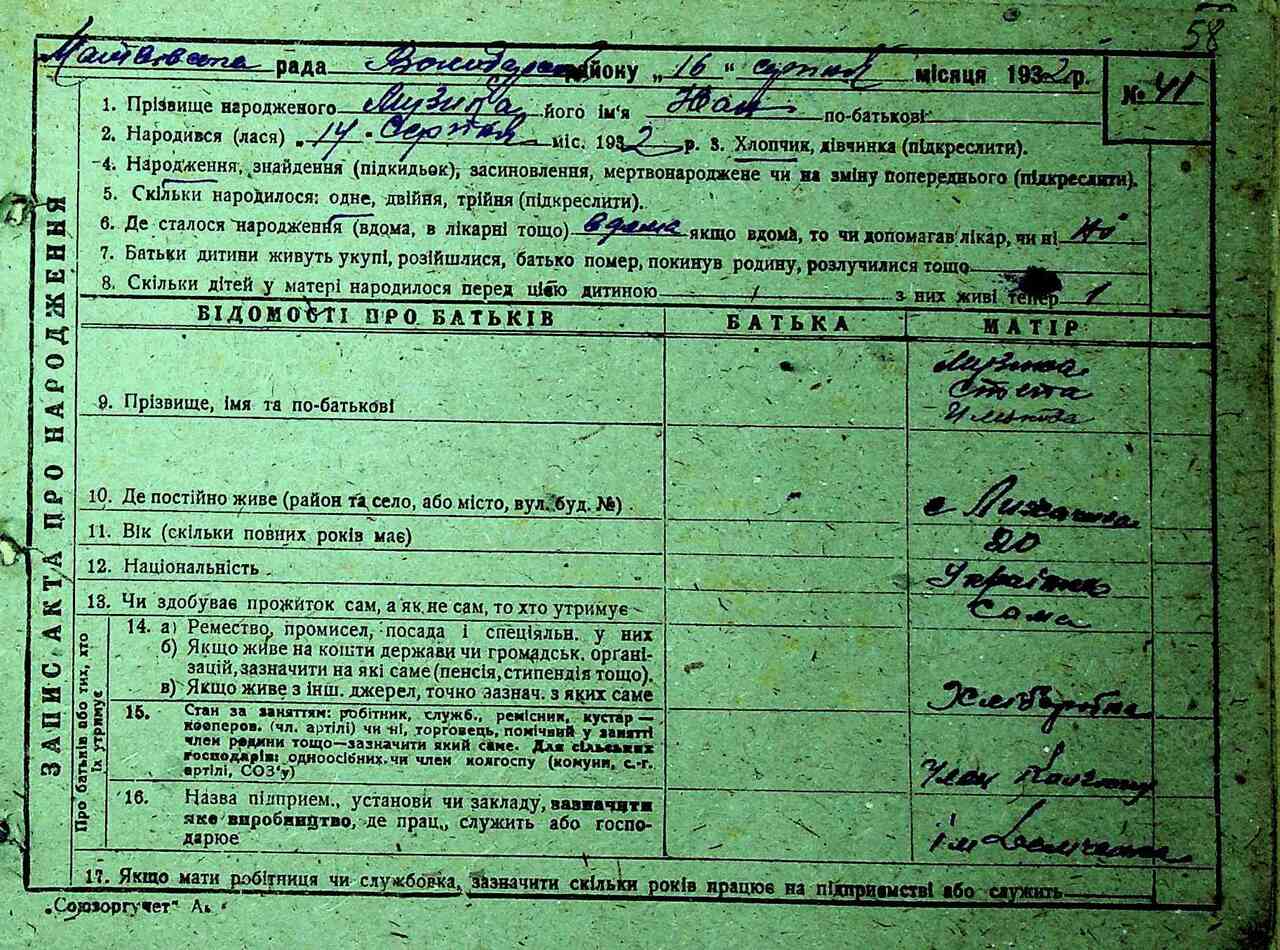 58
рада району „16“ серпня місяця 1932 р.
№ 41
1. Прізвище народженого Музика його ім'я Іван по-батькові
2. Народився (лася) „14 Серпня міс. 1932 р. 3. Хлопчик, дівчинка (підкреслити).
4. Народження, знайдення (підкидьок), засиновлення, мертвонароджене чи на зміну попереднього (підкреслити).
5. Скільки народилося: одне, двійня, трійня (підкреслити).
6. Де сталося народження (вдома, в лікарні тощо) вдома якщо вдома, то чи допомагав лікар, чи ні ні
7. Батьки дитини живуть укупі, розійшлися, батько помер, покинув родину, розлучилися тощо
8. Скільки дітей у матері народилося перед цією дитиною 1 з них живі тепер 1
ЗАПИС АКТА ПРО НАРОДЖЕННЯ
ВІДОМОСТІ ПРО БАТЬКІВ БАТЬКА МАТІР
Музика
9. Прізвище, імя та по-батькові
10. Де постійно живе (район та село, або місто, вул. буд. №) с
11. Вік (скільки повних років має) 20
12. Національність Українка
13. Чи здобуває прожиток сам, а як не сам, то хто утримує сама
Про батьків або тих, хто їх утримує
14. а) Ремество, промисел, посада і спеціяльн. у них
б) Якщо живе на кошти держави чи громадськ. органі-
зацій, зазначити на які саме (пенсія, стипендія тощо).
в) Якщо живе з інш. джерел, точно зазнач. з яких саме Хліборобка
15. Стан за заняттям: робітник, служб., ремісник, кустар —
кооперов. (чл. артілі) чи ні, торговець, помічний у занятті
член родини тощо—зазначити який саме. Для сільських
господарів: одноосібних чи член колгоспу (комуни, с.-г.
артілі, СОЗ'у) Член колгоспу
16. Назва підприєм., установи чи закладу, зазначити
яке виробництво, де прац., служить або госпо-
дарює ім
17. Якщо мати робітниця чи службовка, зазначити скільки років працює на підприємстві або служить
„Союзоргучет“